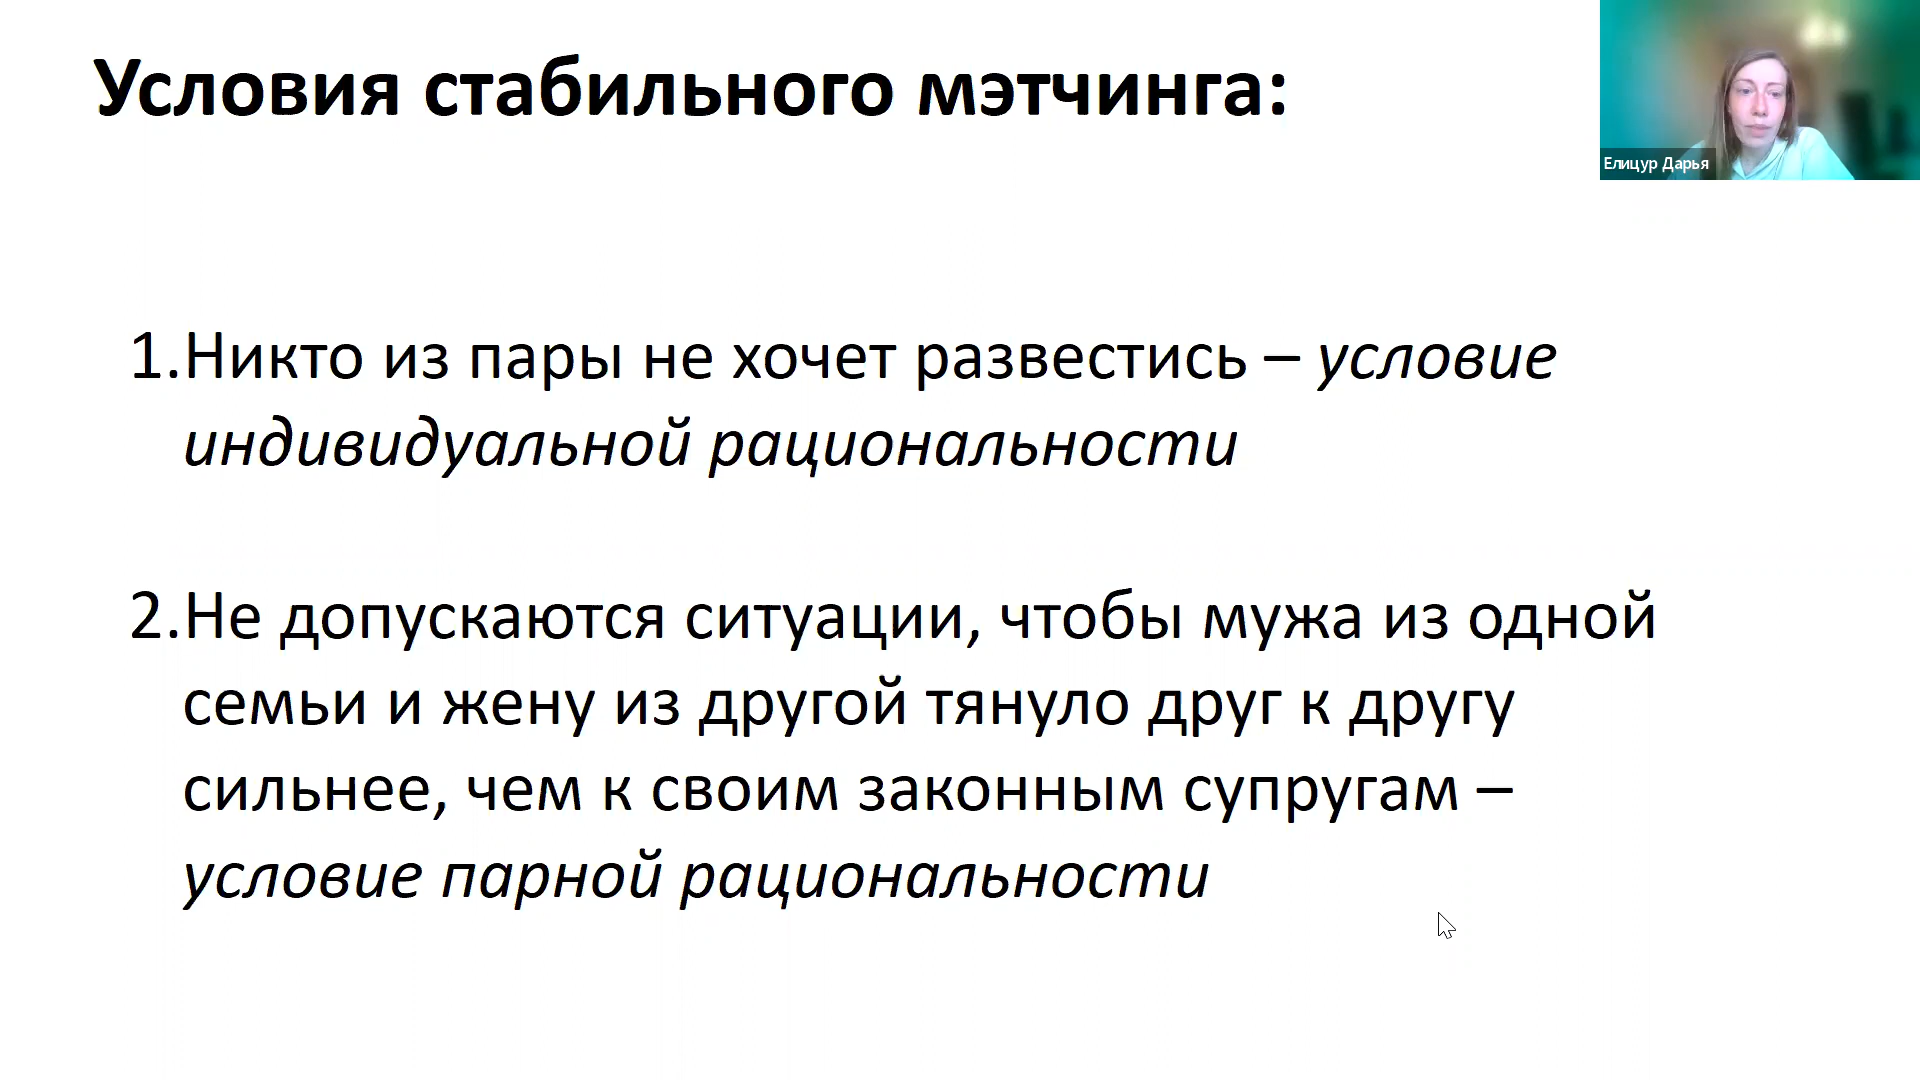 Условия стабильного мэтчинга:
Елицур Дарья
1.Никто из пары не хочет развестись – условие
индивидуальной рациональности
2.Не допускаются ситуации, чтобы мужа из одной
семьи и жену из другой тянуло друг к другу
сильнее, чем к своим законным супругам –
условие парной рациональности